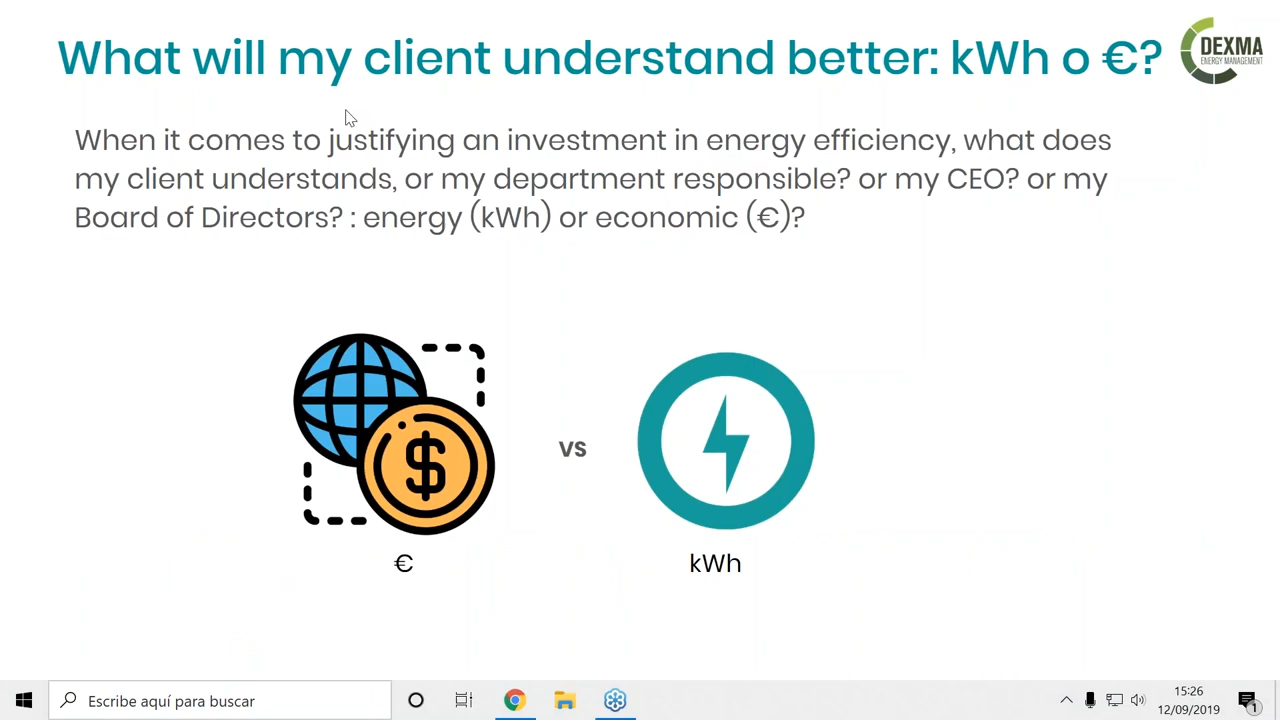 What will my client understand better: kWh o €?
DEXMA
ENERGY MANAGEMENT
When it comes to justifying an investment in energy efficiency, what does
my client understands, or my department responsible? or my CEO? or my
Board of Directors? : energy (kWh) or economic (€)?
$
vs
€
kWh
Escribe aquí para buscar
15:26
12/09/2019
1